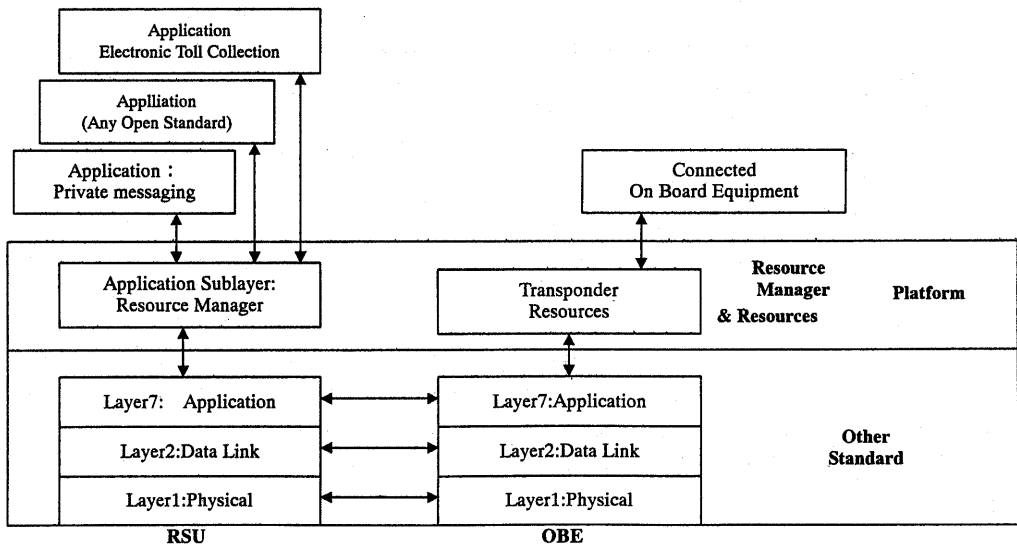 Application
Electronic Toll Collection
Applliation
(Any Open Standard)
Application：
Private messaging
Connected
On Board Equipment
Application Sublayer:
Resource Manager
Transponder
Resources
Resource
Manager
& Resources
Platform
Layer7: Application
Layer7:Application
Layer2:Data Link
Layer2:Data Link
Other
Standard
Layer1:Physical
Layer1:Physical
RSU
OBE